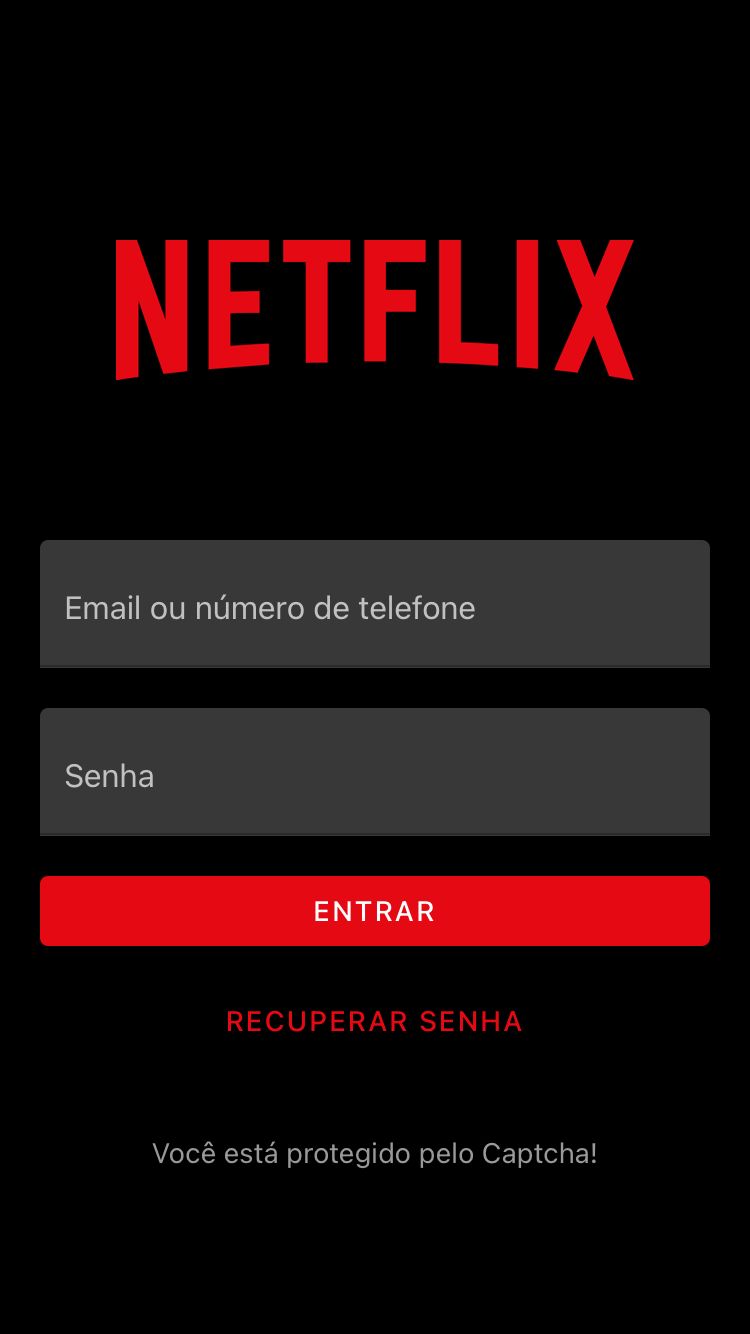 NETFLIX
Email ou número de telefone
Senha
ENTRAR
RECUPERAR SENHA
Você está protegido pelo Captcha!